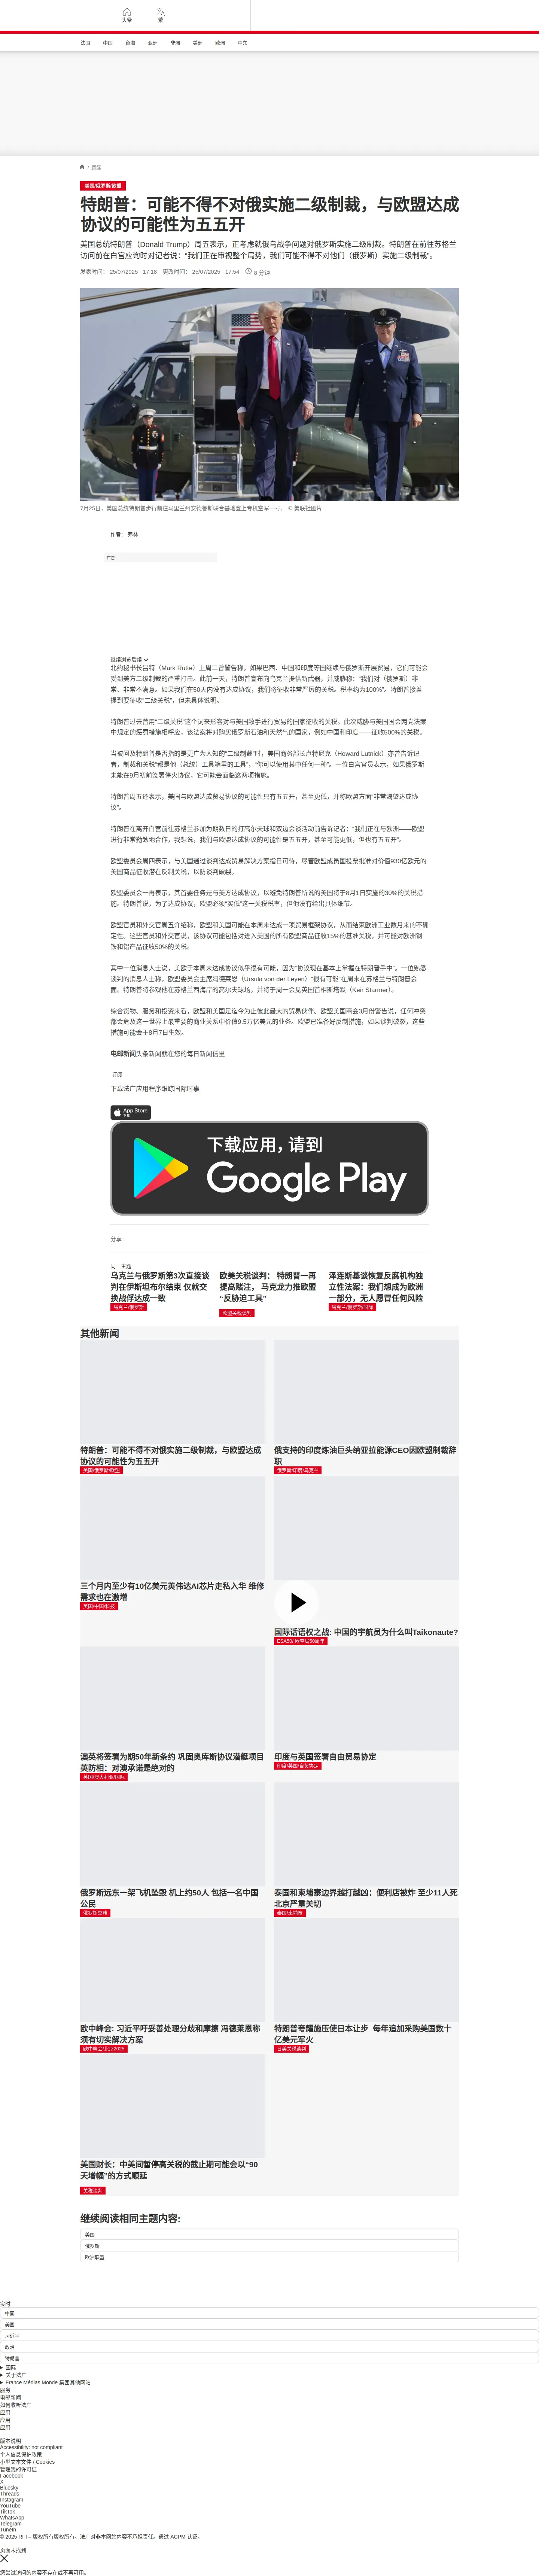 头条
繁
法国 中国 台海 亚洲 非洲 美洲 欧洲 中东
/ 国际
美国/俄罗斯/欧盟
特朗普：可能不得不对俄实施二级制裁，与欧盟达成
协议的可能性为五五开
美国总统特朗普（Donald Trump）周五表示，正考虑就俄乌战争问题对俄罗斯实施二级制裁。特朗普在前往苏格兰
访问前在白宫应询时对记者说：“我们正在审视整个局势，我们可能不得不对他们（俄罗斯）实施二级制裁”。
发表时间： 25/07/2025 - 17:18 更改时间： 25/07/2025 - 17:54 8 分钟
7月25日，美国总统特朗普步行前往马里兰州安德鲁斯联合基地登上专机空军一号。 © 美联社图片
作者： 弗林
广告
继续浏览后续
北约秘书长吕特（Mark Rutte）上周二曾警告称，如果巴西、中国和印度等国继续与俄罗斯开展贸易，它们可能会
受到美方二级制裁的严重打击。此前一天，特朗普宣布向乌克兰提供新武器，并威胁称：“我们对（俄罗斯）非
常、非常不满意。如果我们在50天内没有达成协议，我们将征收非常严厉的关税。税率约为100%”。特朗普接着
提到要征收“二级关税”，但未具体说明。
特朗普过去曾用“二级关税”这个词来形容对与美国敌手进行贸易的国家征收的关税。此次威胁与美国国会两党法案
中规定的惩罚措施相呼应，该法案将对购买俄罗斯石油和天然气的国家，例如中国和印度——征收500%的关税。
当被问及特朗普是否指的是更广为人知的“二级制裁”时，美国商务部长卢特尼克（Howard Lutnick）亦曾告诉记
者，制裁和关税“都是他（总统）工具箱里的工具”，“你可以使用其中任何一种”。一位白宫官员表示，如果俄罗斯
未能在9月初前签署停火协议，它可能会面临这两项措施。
特朗普周五还表示，美国与欧盟达成贸易协议的可能性只有五五开，甚至更低，并称欧盟方面“非常渴望达成协
议”。
特朗普在离开白宫前往苏格兰参加为期数日的打高尔夫球和双边会谈活动前告诉记者：“我们正在与欧洲——欧盟
进行非常勤勉地合作，我想说，我们与欧盟达成协议的可能性是五五开，甚至可能更低，但也有五五开”。
欧盟委员会周四表示，与美国通过谈判达成贸易解决方案指日可待，尽管欧盟成员国投票批准对价值930亿欧元的
美国商品征收潜在反制关税，以防谈判破裂。
欧盟委员会一再表示，其首要任务是与美方达成协议，以避免特朗普所说的美国将于8月1日实施的30%的关税措
施。特朗普说，为了达成协议，欧盟必须“买低”这一关税税率，但他没有给出具体细节。
欧盟官员和外交官周五介绍称，欧盟和美国可能在本周末达成一项贸易框架协议，从而结束欧洲工业数月来的不确
定性。这些官员和外交官说，该协议可能包括对进入美国的所有欧盟商品征收15%的基准关税，并可能对欧洲钢
铁和铝产品征收50%的关税。
其中一位消息人士说，美欧于本周末达成协议似乎很有可能，因为“协议现在基本上掌握在特朗普手中”。一位熟悉
谈判的消息人士称，欧盟委员会主席冯德莱恩（Ursula von der Leyen）“很有可能”在周末在苏格兰与特朗普会
面。特朗普将参观他在苏格兰西海岸的高尔夫球场，并将于周一会见英国首相斯塔默（Keir Starmer）。
综合货物、服务和投资来看，欧盟和美国是迄今为止彼此最大的贸易伙伴。欧盟美国商会3月份曾告说，任何冲突
都会危及这一世界上最重要的商业关系中价值9.5万亿美元的业务。欧盟已准备好反制措施，如果谈判破裂，这些
措施可能会于8月7日生效。
电邮新闻头条新闻就在您的每日新闻信里
订阅
下载法广应用程序跟踪国际时事
App Store
下载
下载应用，请到
Google Play
分享 :
同一主题
乌克兰与俄罗斯第3次直接谈
判在伊斯坦布尔结束 仅就交
换战俘达成一致
乌克兰/俄罗斯
欧美关税谈判： 特朗普一再
提高赌注， 马克龙力推欧盟
“反胁迫工具”
欧盟关税谈判
泽连斯基谈恢复反腐机构独
立性法案：我们想成为欧洲
一部分，无人愿冒任何风险
乌克兰/俄罗斯/国际
其他新闻
特朗普：可能不得不对俄实施二级制裁，与欧盟达成
协议的可能性为五五开
美国/俄罗斯/欧盟
俄支持的印度炼油巨头纳亚拉能源CEO因欧盟制裁辞
职
俄罗斯/印度/乌克兰
三个月内至少有10亿美元英伟达AI芯片走私入华 维修
需求也在激增
美国/中国/科技
国际话语权之战: 中国的宇航员为什么叫Taikonaute?
ESA50/ 欧空局50周年
澳英将签署为期50年新条约 巩固奥库斯协议潜艇项目
英防相：对澳承诺是绝对的
英国/澳大利亚/国际
印度与英国签署自由贸易协定
印度/英国/自贸协定
俄罗斯远东一架飞机坠毁 机上约50人 包括一名中国
公民
俄罗斯空难
泰国和柬埔寨边界越打越凶：便利店被炸 至少11人死
北京严重关切
泰国/柬埔寨
欧中峰会: 习近平吁妥善处理分歧和摩擦 冯德莱恩称
须有切实解决方案
欧中峰会/北京2025
特朗普夸耀施压使日本让步 每年追加采购美国数十
亿美元军火
日美关税谈判
美国财长：中美间暂停高关税的截止期可能会以“90
天增幅”的方式顺延
关税谈判
继续阅读相同主题内容:
美国
俄罗斯
欧洲联盟
实时
中国
美国
习近平
政治
特朗普
国际
关于法广
France Médias Monde 集团其他网站
服务
电邮新闻
如何收听法广
应用
应用
应用
版本说明
Accessibility: not compliant
个人信息保护政策
小型文本文件 / Cookies
管理我的许可证
Facebook
X
Bluesky
Threads
Instagram
YouTube
TikTok
WhatsApp
Telegram
TuneIn
© 2025 RFI – 版权所有版权所有。法广对非本网站内容不承担责任。通过 ACPM 认证。
页面未找到
您尝试访问的内容不存在或不再可用。